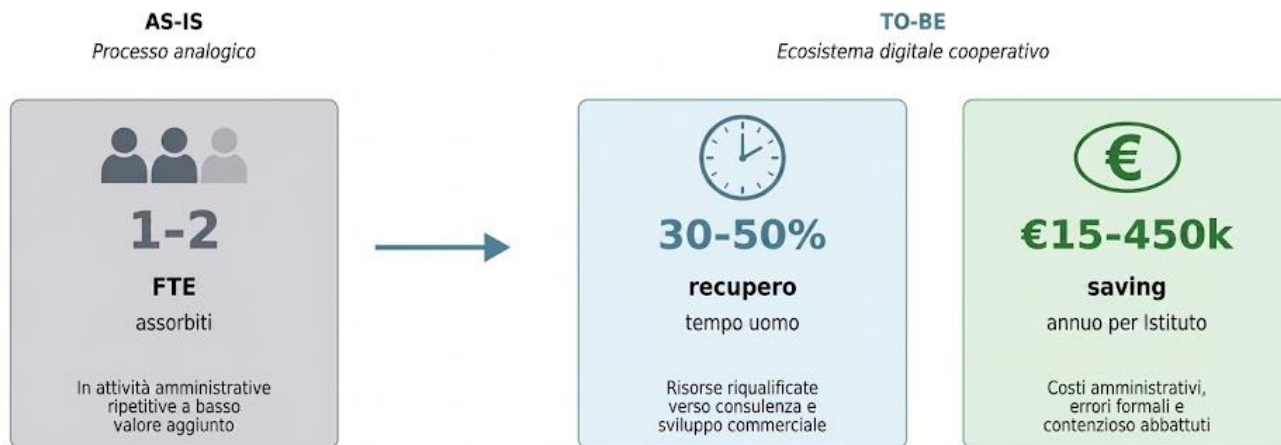 AS-IS
Processo analogico
TO-BE
Ecosistema digitale cooperativo
1-2
FTE
assorbiti
In attività amministrative
ripetitive a basso
valore aggiunto
30-50%
recupero
tempo uomo
Risorse riqualificate
verso consulenza e
sviluppo commerciale
€
€15-450k
saving
annuo per Istituto
Costi amministrativi,
errori formali e
contenzioso abbattuti